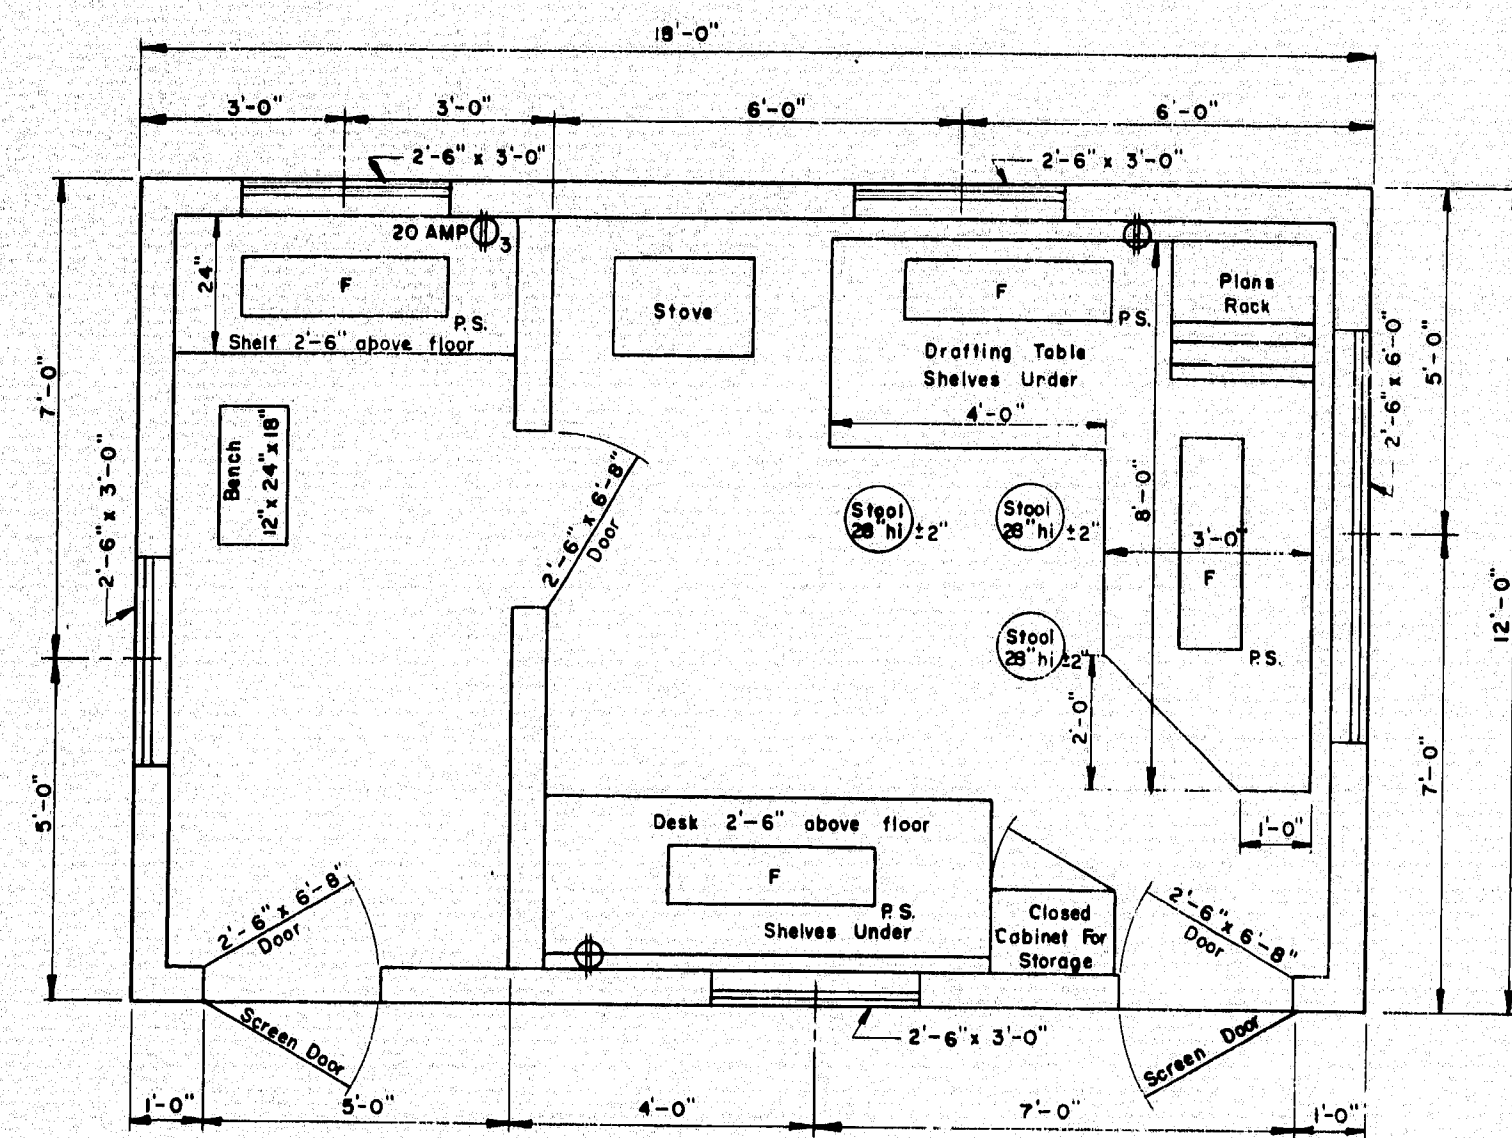 18'-0"
3'-0"
3'-0"
6'-0"
6'-0"
2'-6" x 3'-0"
2'-6" x 3'-0"
20 AMP
3
24"
F
P.S.
Shelf 2'-6" above floor
Stove
F
P.S.
Drafting Table
Shelves Under
4'-0"
Plans
Rack
5'-0"
2'-6" x 6'-0"
7'-0"
2'-6" x 3'-0"
Bench
12" x 24" x 18"
2'-6" x 6'-8"
Door
Stool
28" hi ±2"
Stool
28" hi ±2"
8'-0"
3'-0"
F
P.S.
12'-0"
Stool
28" hi ±2"
2'-0"
7'-0"
5'-0"
1'-0"
Desk 2'-6" above floor
F
P.S.
Shelves Under
Closed
Cabinet For
Storage
2'-6" x 6'-8"
Door
2'-6" x 6'-8"
Door
Screen Door
2'-6" x 3'-0"
Screen Door
1'-0"
5'-0"
4'-0"
7'-0"
1'-0"